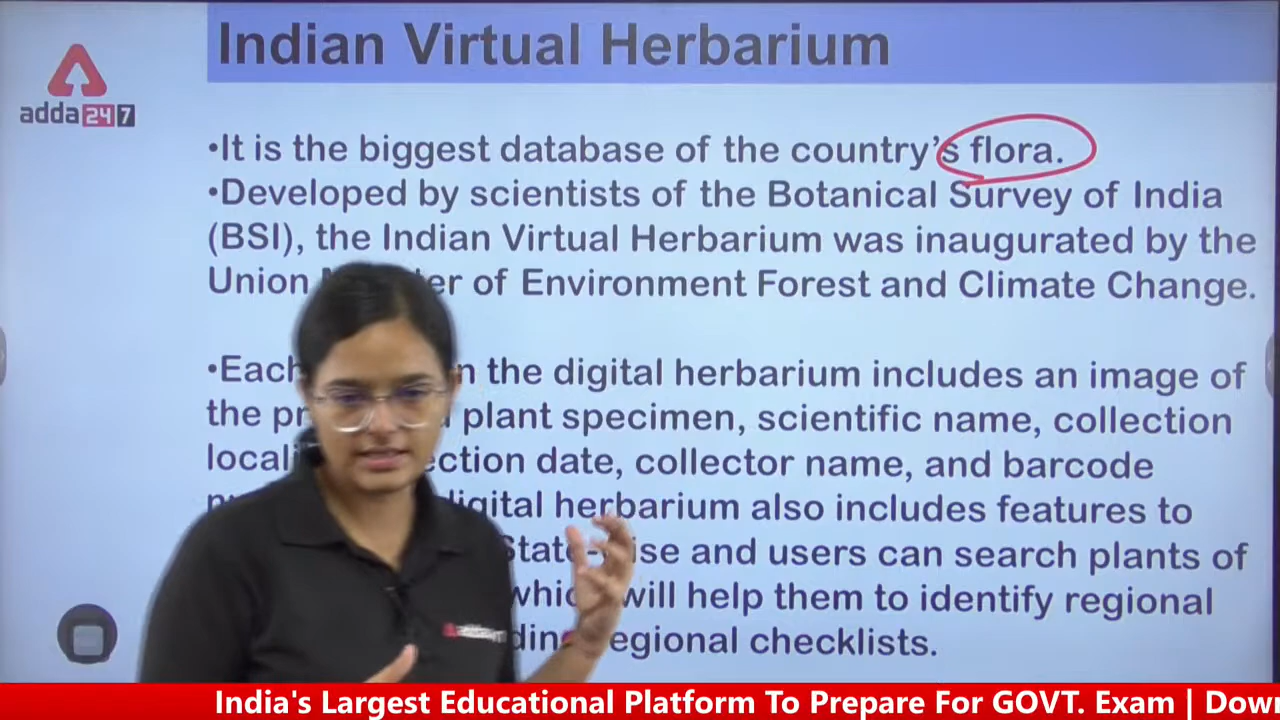 Indian Virtual Herbarium
adda247
•It is the biggest database of the country's flora.
•Developed by scientists of the Botanical Survey of India
(BSI), the Indian Virtual Herbarium was inaugurated by the
Union er of Environment Forest and Climate Change.
•Each n the digital herbarium includes an image of
the pr plant specimen, scientific name, collection
locali ection date, collector name, and barcode
digital herbarium also includes features to
State-wise and users can search plants of
which will help them to identify regional
regional checklists.
India's Largest Educational Platform To Prepare For GOVT. Exam | Dow